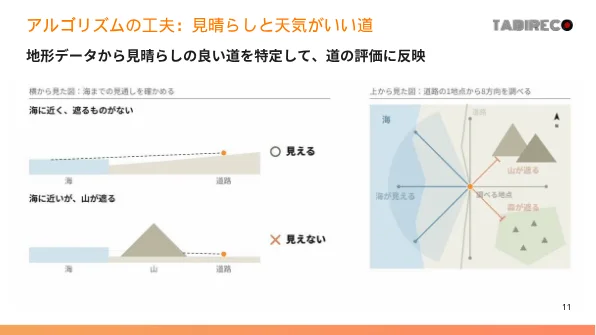 アルゴリズムの工夫: 見晴らしと天気がいい道
TABIRECO
地形データから見晴らしの良い道を特定して、道の評価に反映
横から見た図：海までの見通しを確かめる
海に近く、遮るものがない
海
道路
見える
海に近いが、山が遮る
海
山
道路
見えない
上から見た図：道路の1地点から8方向を調べる
海
道路
山が遮る
海が見える
調べる地点
森が遮る
11